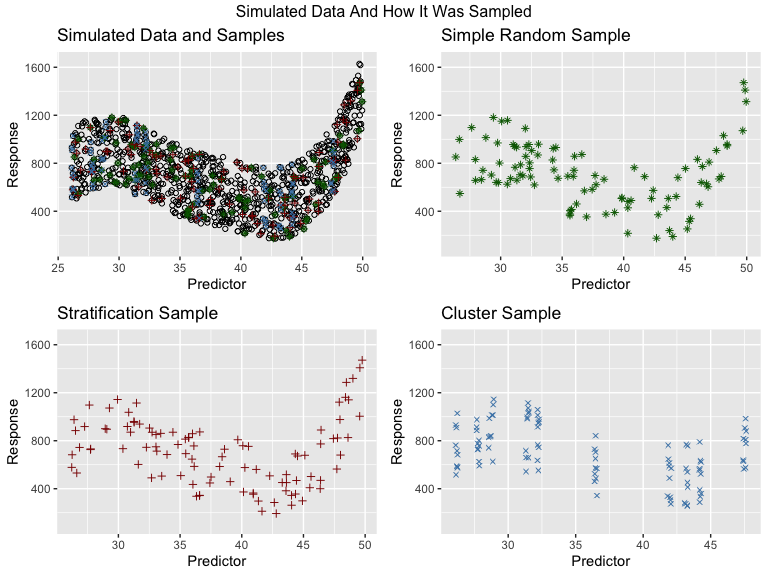 Simulated Data And How It Was Sampled
Simulated Data and Samples
Response
1600
1200
800
400
25 30 35 40 45 50
Predictor
Simple Random Sample
Response
1600
1200
800
400
30 35 40 45 50
Predictor
Stratification Sample
Response
1600
1200
800
400
30 35 40 45 50
Predictor
Cluster Sample
Response
1600
1200
800
400
30 35 40 45
Predictor